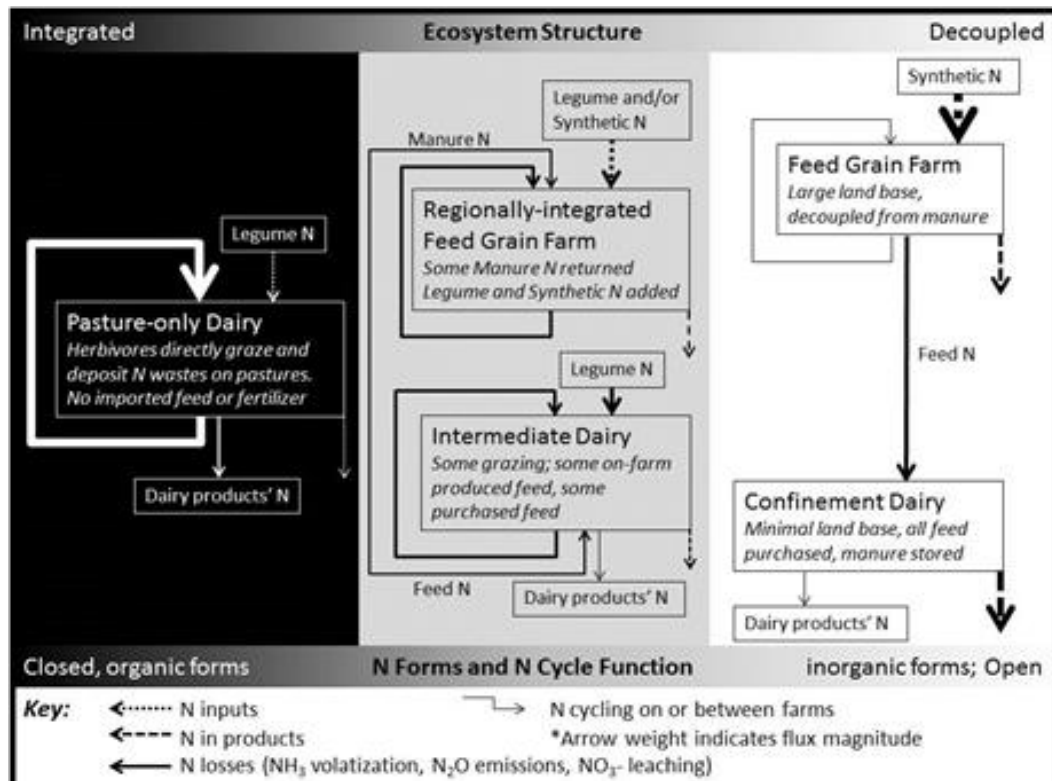 Integrated
Ecosystem Structure
Decoupled
Legume N
Pasture-only Dairy
Herbivores directly graze and
deposit N wastes on pastures.
No imported feed or fertilizer
Dairy products' N
Legume and/or
Synthetic N
Manure N
Regionally-integrated
Feed Grain Farm
Some Manure N returned
Legume and Synthetic N added
Legume N
Intermediate Dairy
Some grazing; some on-farm
produced feed, some
purchased feed
Feed N
Dairy products' N
Synthetic N
Feed Grain Farm
Large land base,
decoupled from manure
Feed N
Confinement Dairy
Minimal land base, all feed
purchased, manure stored
Dairy products' N
Closed, organic forms
N Forms and N Cycle Function
inorganic forms; Open
Key:
N inputs
N cycling on or between farms
N in products
*Arrow weight indicates flux magnitude
N losses (NH₃ volatization, N₂O emissions, NO₃- leaching)